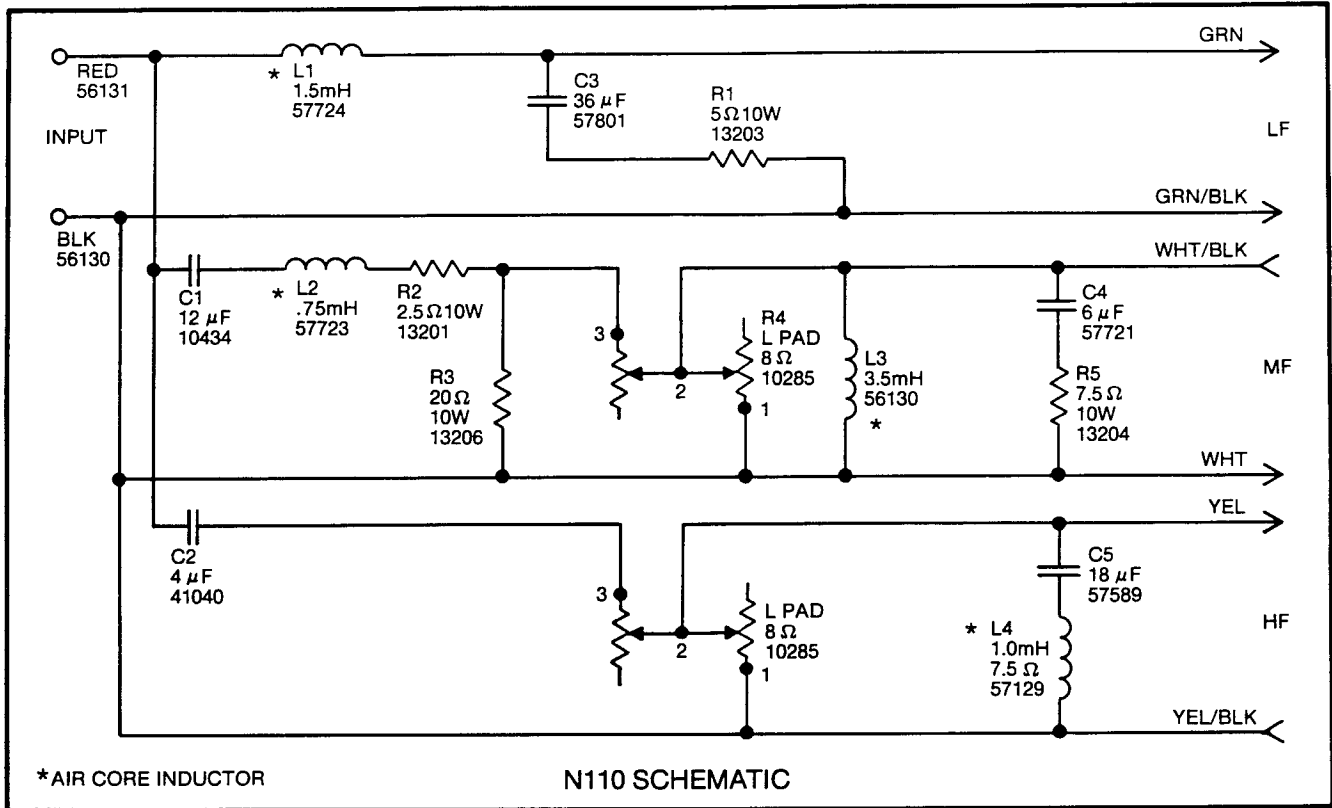 GRN
RED
56131
* L1
1.5mH
57724
C3
36 µF
57801
R1
5Ω10W
13203
INPUT
LF
GRN/BLK
BLK
56130
WHT/BLK
C1
12 µF
10434
* L2
.75mH
57723
R2
2.5Ω10W
13201
R3
20Ω
10W
13206
3
2
R4
L PAD
8Ω
10285
1
L3
3.5mH
56130
*
C4
6 µF
57721
R5
7.5Ω
10W
13204
MF
WHT
YEL
C2
4 µF
41040
3
2
L PAD
8Ω
10285
1
C5
18 µF
57589
* L4
1.0mH
7.5 Ω
57129
HF
YEL/BLK
*AIR CORE INDUCTOR
N110 SCHEMATIC